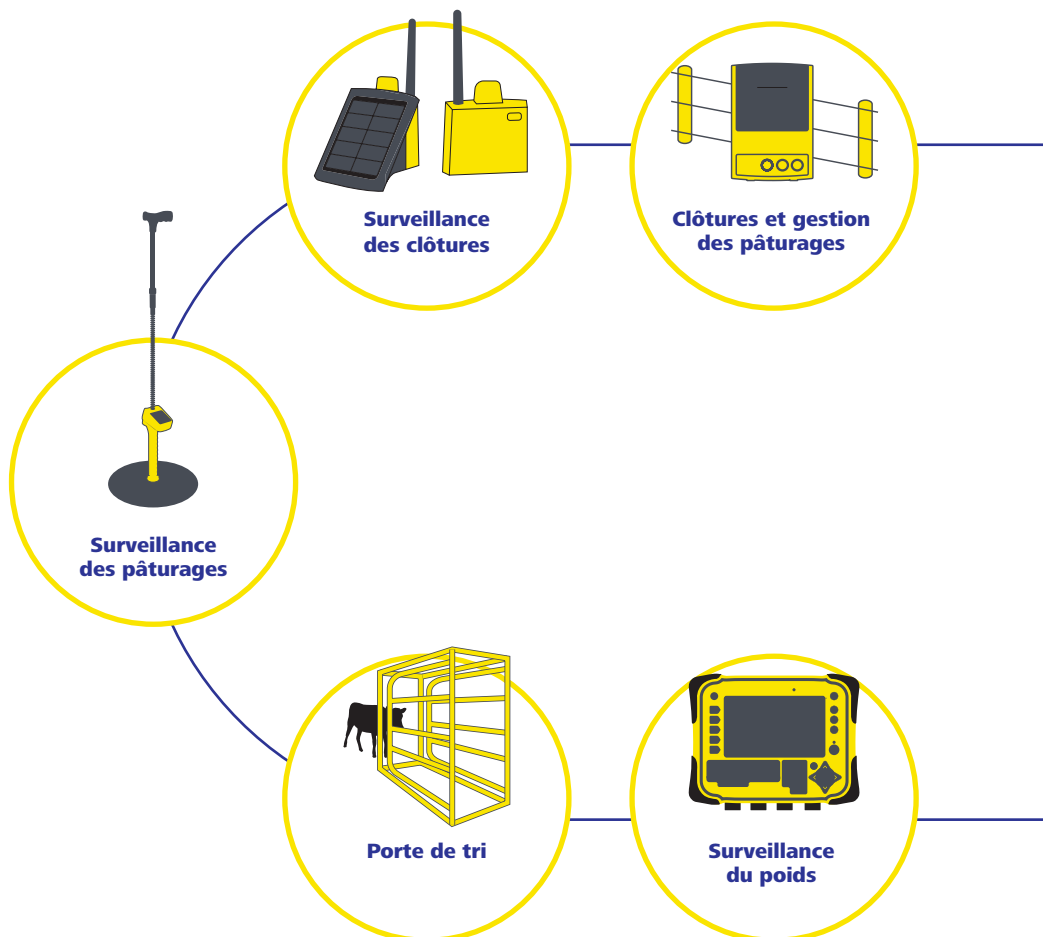 Surveillance
des clôtures
Clôtures et gestion
des pâturages
Surveillance
des pâturages
Porte de tri
Surveillance
du poids